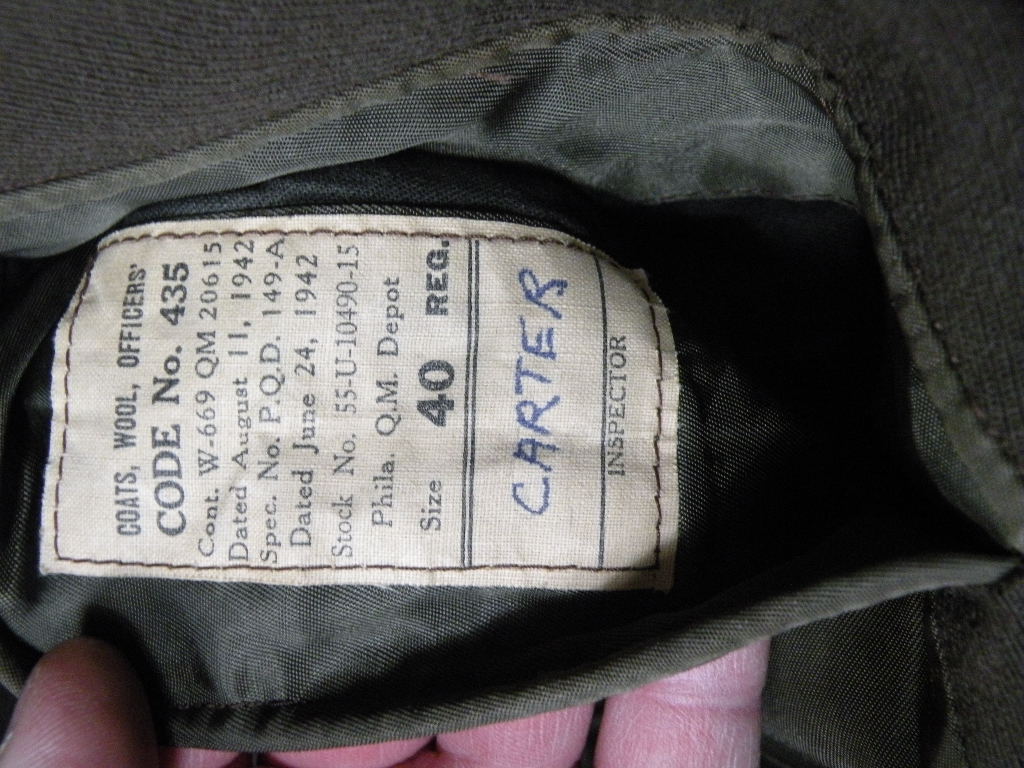 COATS, WOOL, OFFICERS'
CODE No. 435
Cont. W-669 QM 20615
Dated August 11, 1942
Spec. No. P.Q.D. 149-A
Dated June 24, 1942
Stock No. 55-U-10490-15
Phila. Q.M. Depot
Size 40 REG.
CARTER
INSPECTOR